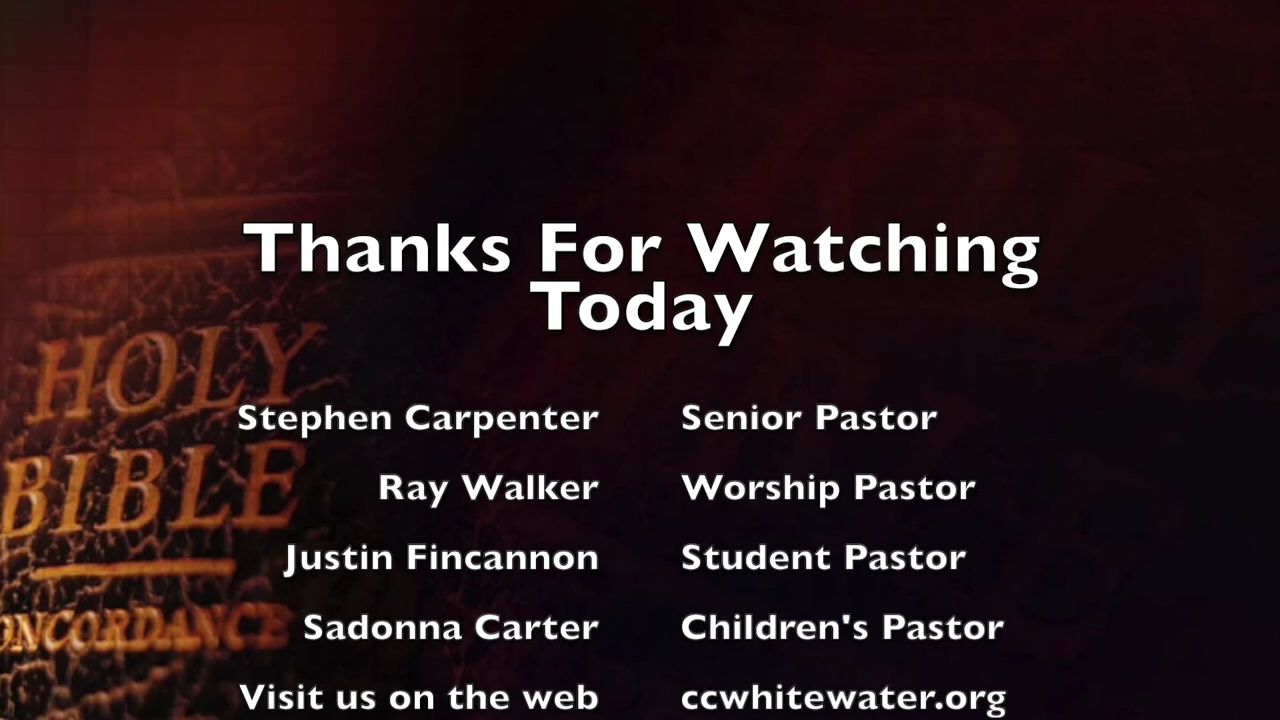 Thanks For Watching
Today
HOLY
BIBLE
ONCORDANCE
Stephen Carpenter Senior Pastor
Ray Walker Worship Pastor
Justin Fincannon Student Pastor
Sadonna Carter Children's Pastor
Visit us on the web ccwhitewater.org